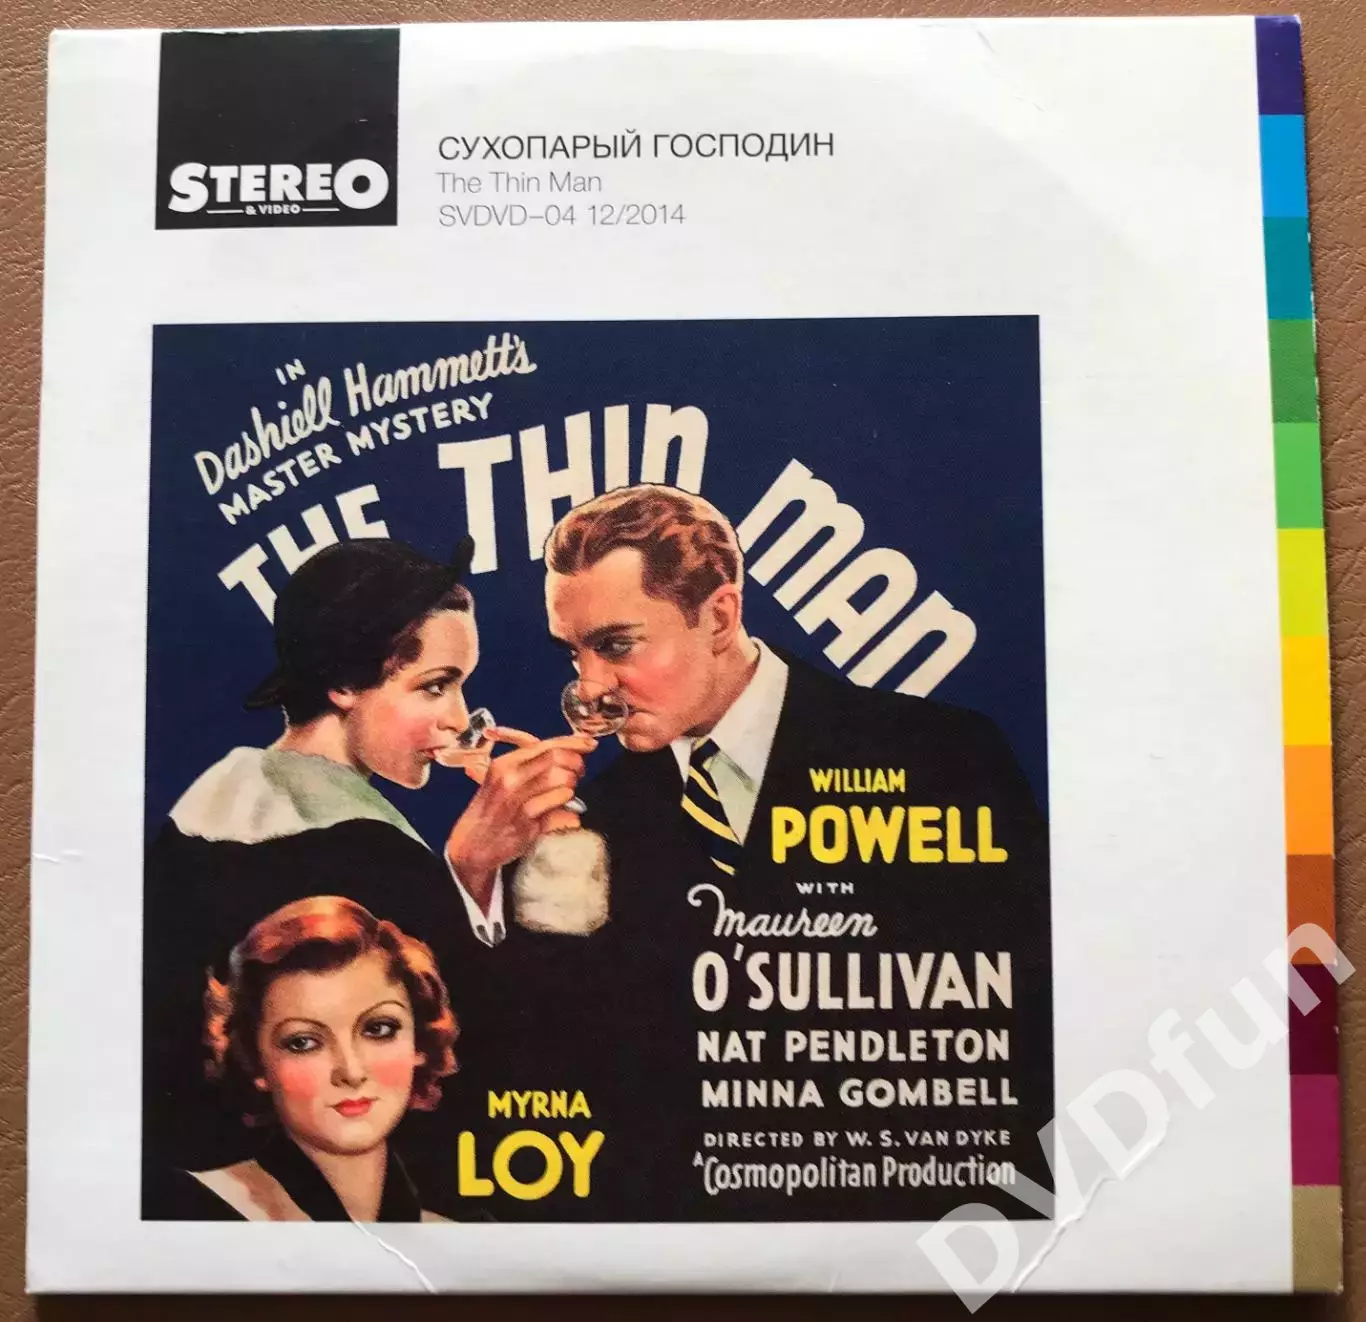 STEREO
& VIDEO
СУХОПАРЫЙ ГОСПОДИН
The Thin Man
SVDVD–04 12/2014
IN
Dashiell Hammett's
MASTER MYSTERY
THE THIN MAN
WILLIAM
POWELL
WITH
Maureen
O'SULLIVAN
NAT PENDLETON
MINNA GOMBELL
MYRNA
LOY
DIRECTED BY W. S. VAN DYKE
A Cosmopolitan Production
DVDfun